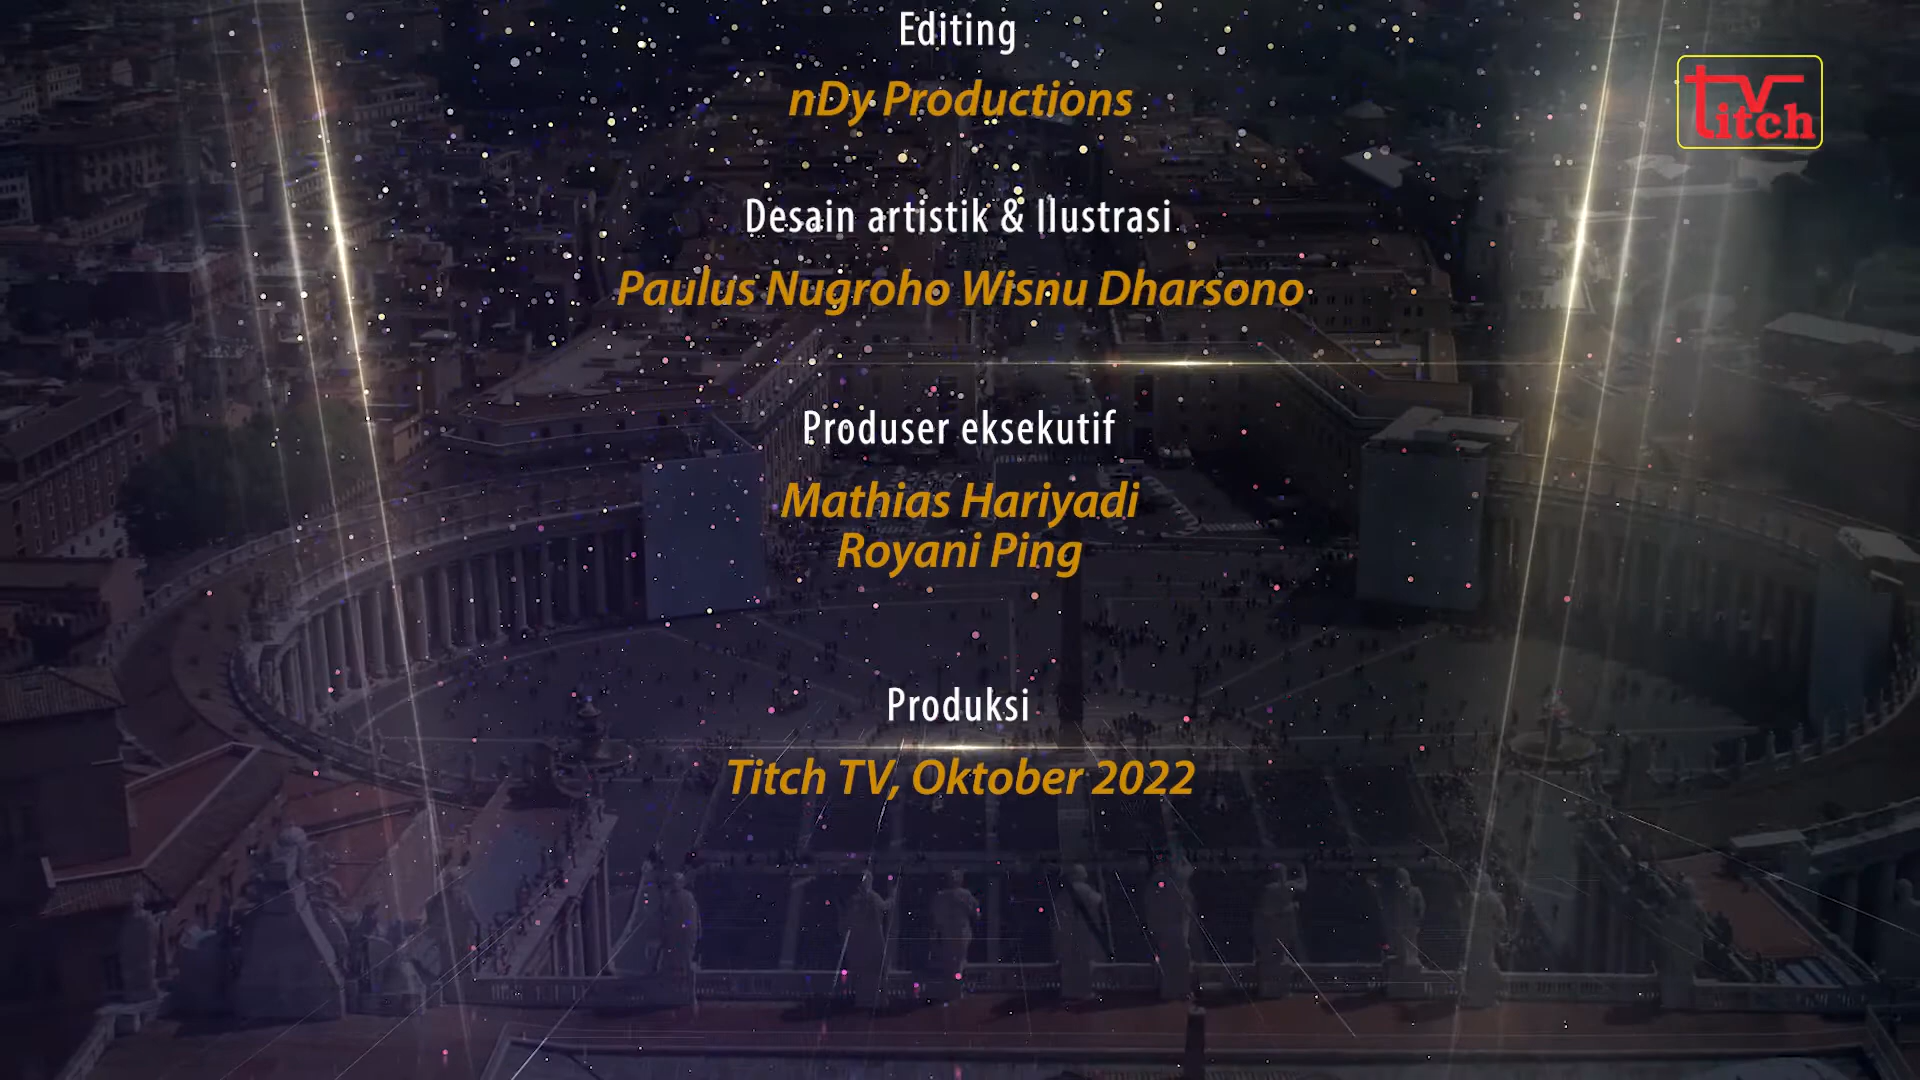 Editing
nDy Productions
TV
Titch
Desain artistik & Ilustrasi
Paulus Nugroho Wisnu Dharsono
Produser eksekutif
Mathias Hariyadi
Royani Ping
Produksi
Titch TV, Oktober 2022